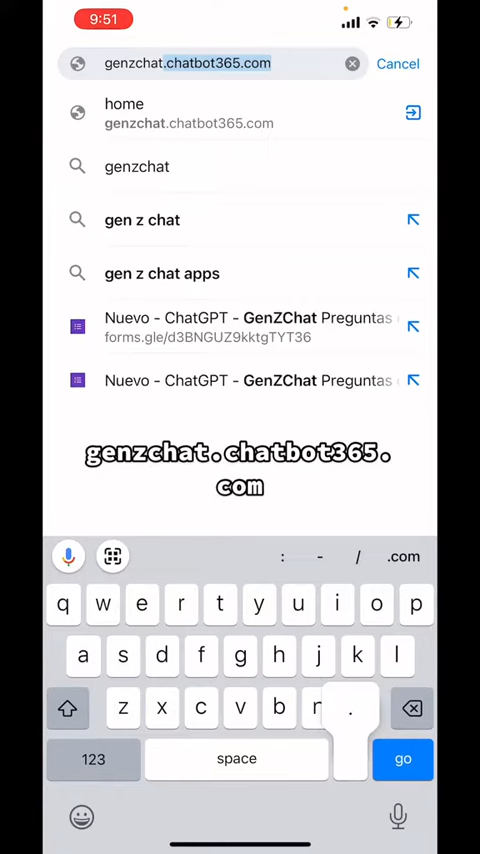 9:51
genzchat.chatbot365.com
Cancel
home
genzchat.chatbot365.com
genzchat
gen z chat
gen z chat apps
Nuevo - ChatGPT - GenZChat Preguntas
forms.gle/d3BNGUZ9kktgTYT36
Nuevo - ChatGPT - GenZChat Preguntas
genzchat.chatbot365.
com
: - / .com
q w e r t y u i o p
a s d f g h j k l
z x c v b n .
123 space go